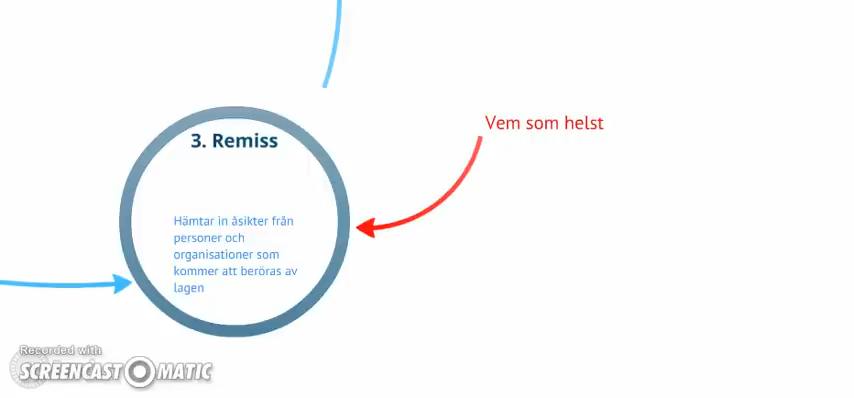 3. Remiss
Vem som helst
Hämtar in åsikter från
personer och
organisationer som
kommer att beröras av
lagen
Recorded with
SCREENCAST MATIC